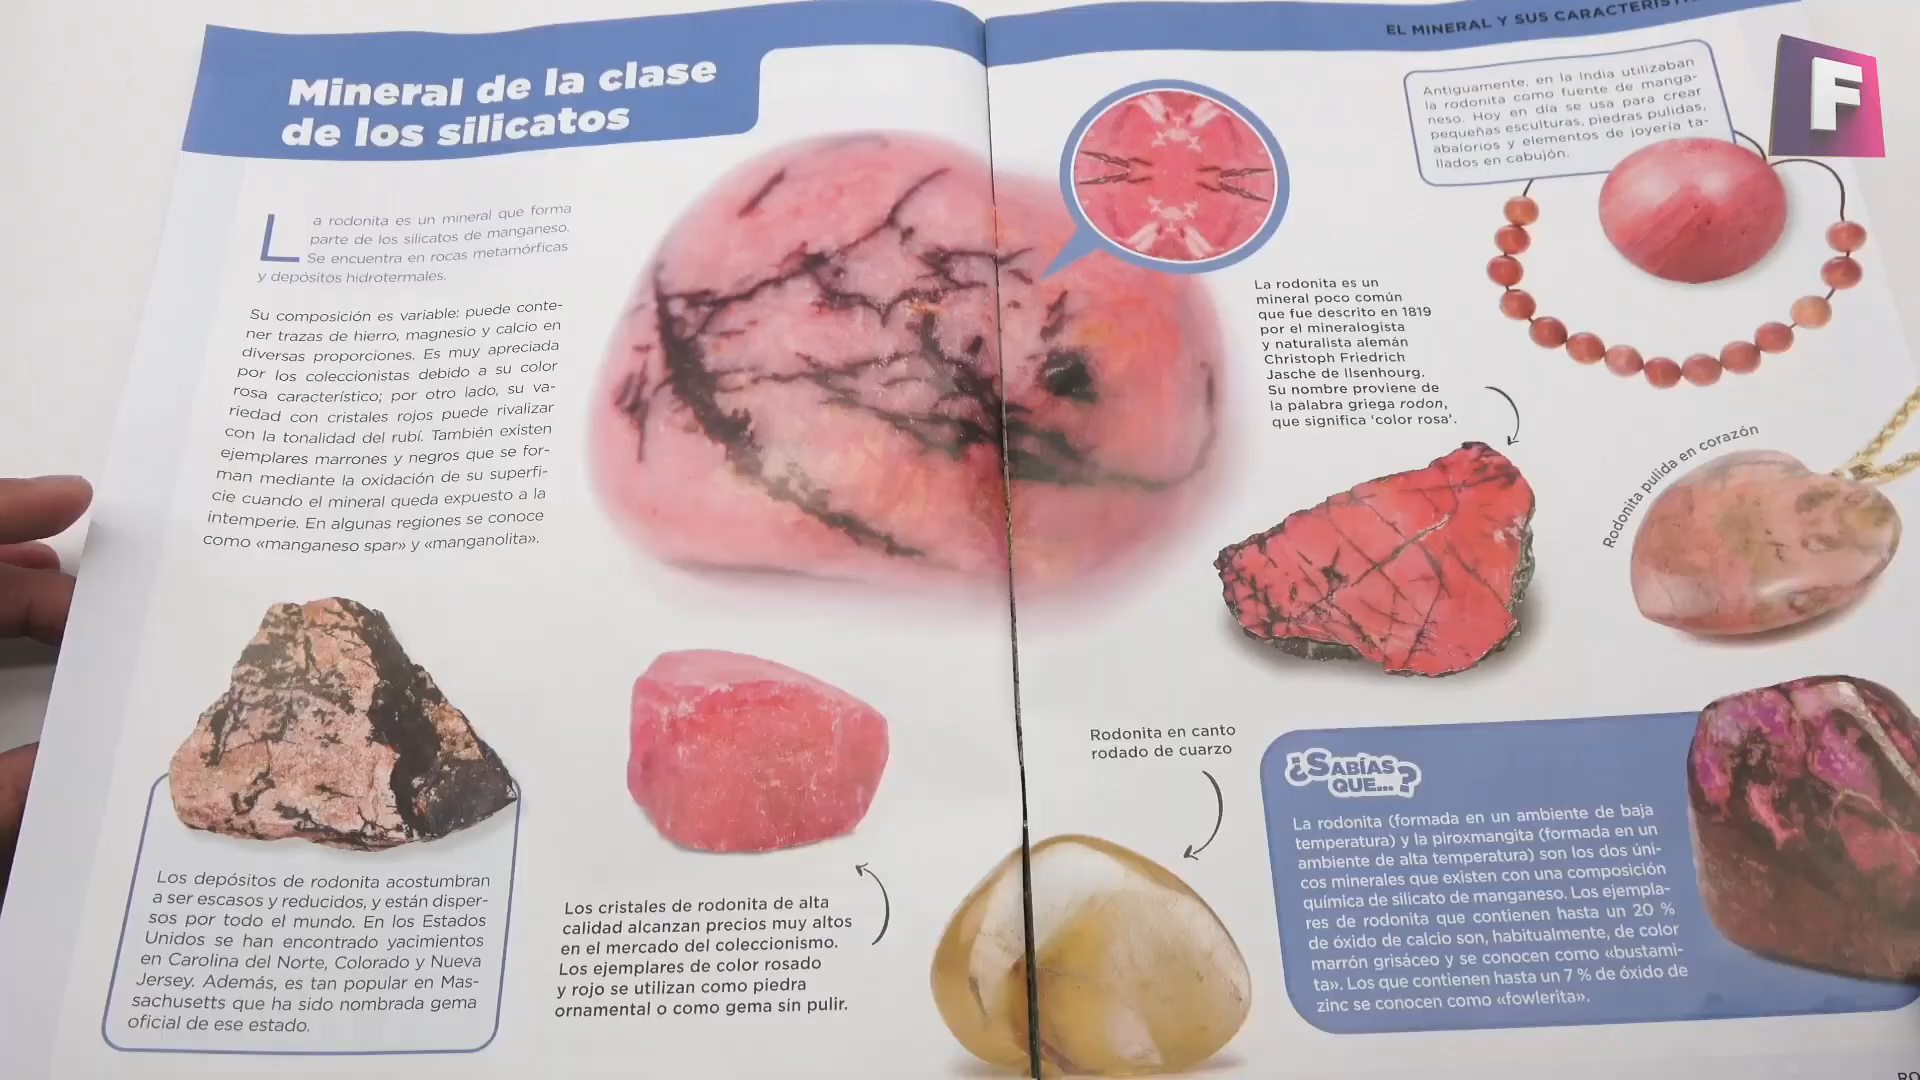 Mineral de la clase
de los silicatos
La rodonita es un mineral que forma
parte de los silicatos de manganeso.
Se encuentra en rocas metamórficas
y depósitos hidrotermales.
Su composición es variable: puede conte-
ner trazas de hierro, magnesio y calcio en
diversas proporciones. Es muy apreciada
por los coleccionistas debido a su color
rosa característico; por otro lado, su va-
riedad con cristales rojos puede rivalizar
con la tonalidad del rubí. También existen
ejemplares marrones y negros que se for-
man mediante la oxidación de su superfi-
cie cuando el mineral queda expuesto a la
intemperie. En algunas regiones se conoce
como «manganeso spar» y «manganolita».
Los depósitos de rodonita acostumbran
a ser escasos y reducidos, y están disper-
sos por todo el mundo. En los Estados
Unidos se han encontrado yacimientos
en Carolina del Norte, Colorado y Nueva
Jersey. Además, es tan popular en Mas-
sachusetts que ha sido nombrada gema
oficial de ese estado.
Los cristales de rodonita de alta
calidad alcanzan precios muy altos
en el mercado del coleccionismo.
Los ejemplares de color rosado
y rojo se utilizan como piedra
ornamental o como gema sin pulir.
EL MINERAL Y SUS
F
Antiguamente, en la India utilizaban
la rodonita como fuente de manga-
neso. Hoy en día se usa para crear
pequeñas esculturas, piedras pulidas,
abalorios y elementos de joyería ta-
llados en cabujón.
La rodonita es un
mineral poco común
que fue descrito en 1819
por el mineralogista
y naturalista alemán
Christoph Friedrich
Jasche de Ilsenhourg.
Su nombre proviene de
la palabra griega rodon,
que significa 'color rosa'.
Rodonita pulida en corazón
Rodonita en canto
rodado de cuarzo
¿SABÍAS
QUE...?
La rodonita (formada en un ambiente de baja
temperatura) y la piroxmangita (formada en un
ambiente de alta temperatura) son los dos úni-
cos minerales que existen con una composición
química de silicato de manganeso. Los ejempla-
res de rodonita que contienen hasta un 20 %
de óxido de calcio son, habitualmente, de color
marrón grisáceo y se conocen como «bustami-
ta». Los que contienen hasta un 7 % de óxido de
zinc se conocen como «fowlerita».